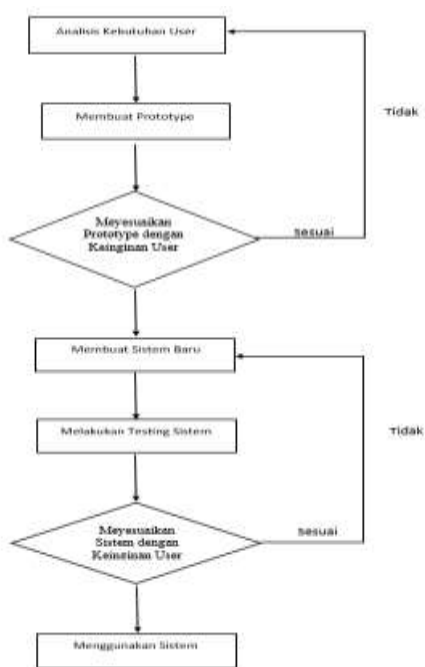 Analisis Kebutuhan User
Membuat Prototype
Tidak
Meyesuaikan
Prototype dengan
Keinginan User
Sesuai
Membuat Sistem Baru
Melakukan Testing Sistem
Tidak
Meyesuaikan
Sistem dengan
Keinginan User
Sesuai
Menggunakan Sistem